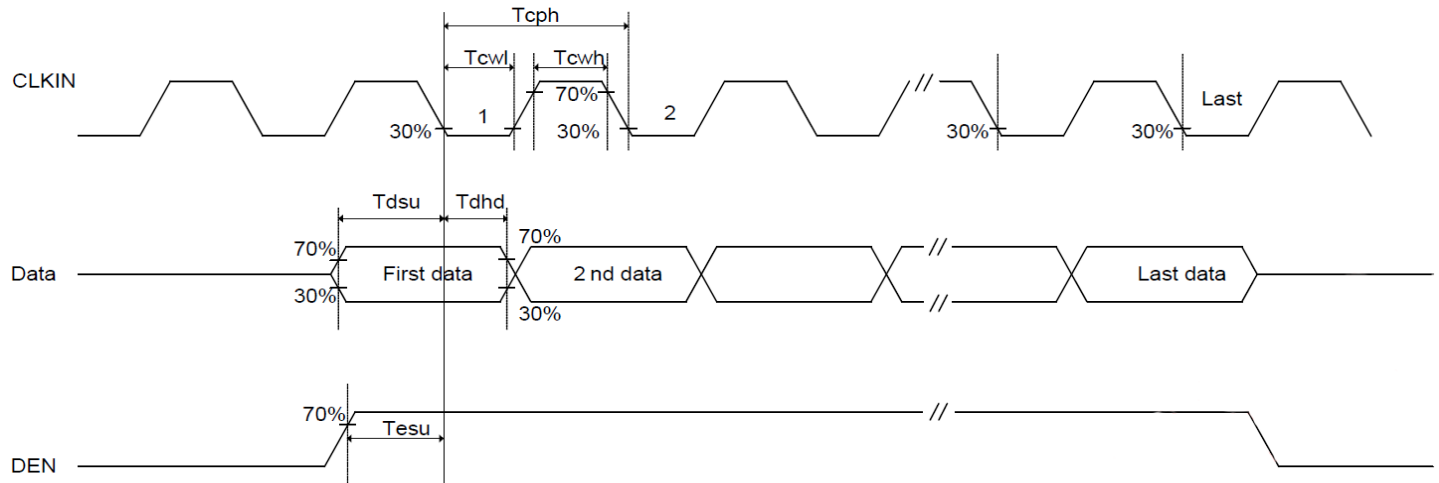 Tcph
Tcwl Tcwh
CLKIN 1 70% 2 // Last
30% 30% 30% 30%
Tdsu Tdhd
70% 70% //
Data First data 2 nd data Last data
30% 30% //
70% //
Tesu
DEN